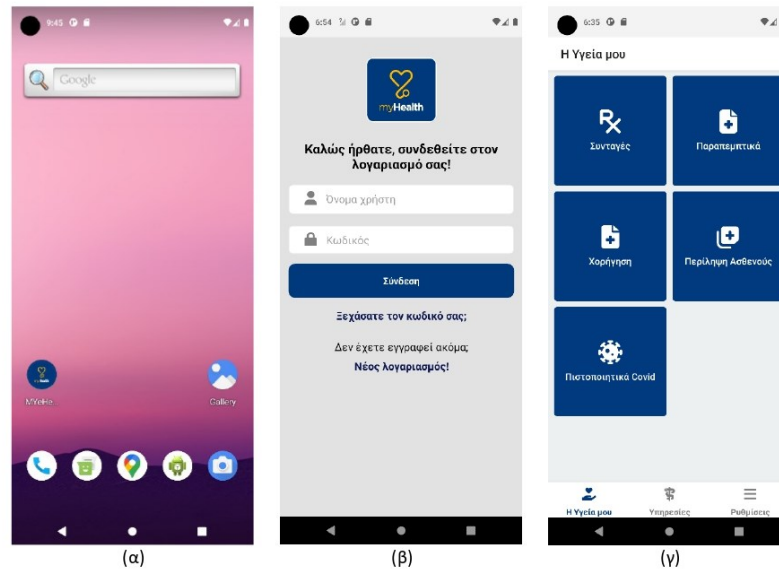 9:45
Google
myHealth
MYeHe...
Gallery
(α)
6:54
myHealth
Καλώς ήρθατε, συνδεθείτε στον
λογαριασμό σας!
Όνομα χρήστη
Κωδικός
Σύνδεση
Ξεχάσατε τον κωδικό σας;
Δεν έχετε εγγραφεί ακόμα;
Νέος λογαριασμός!
(β)
6:35
Η Υγεία μου
Συνταγές
Παραπεμπτικά
Χορήγηση
Περίληψη Ασθενούς
Πιστοποιητικά Covid
Η Υγεία μου
Υπηρεσίες
Ρυθμίσεις
(γ)